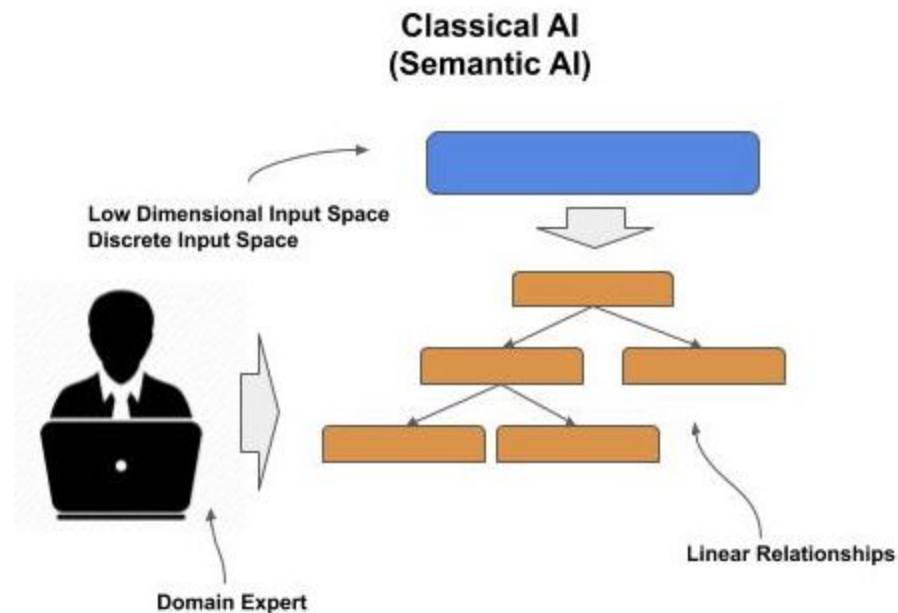 Classical AI
(Semantic AI)
Low Dimensional Input Space
Discrete Input Space
Linear Relationships
Domain Expert